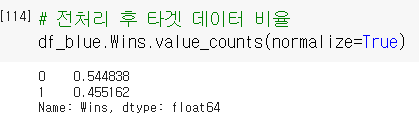 [114] # 전처리 후 타겟 데이터 비율
df_blue.Wins.value_counts(normalize=True)
0    0.544838
1    0.455162
Name: Wins, dtype: float64